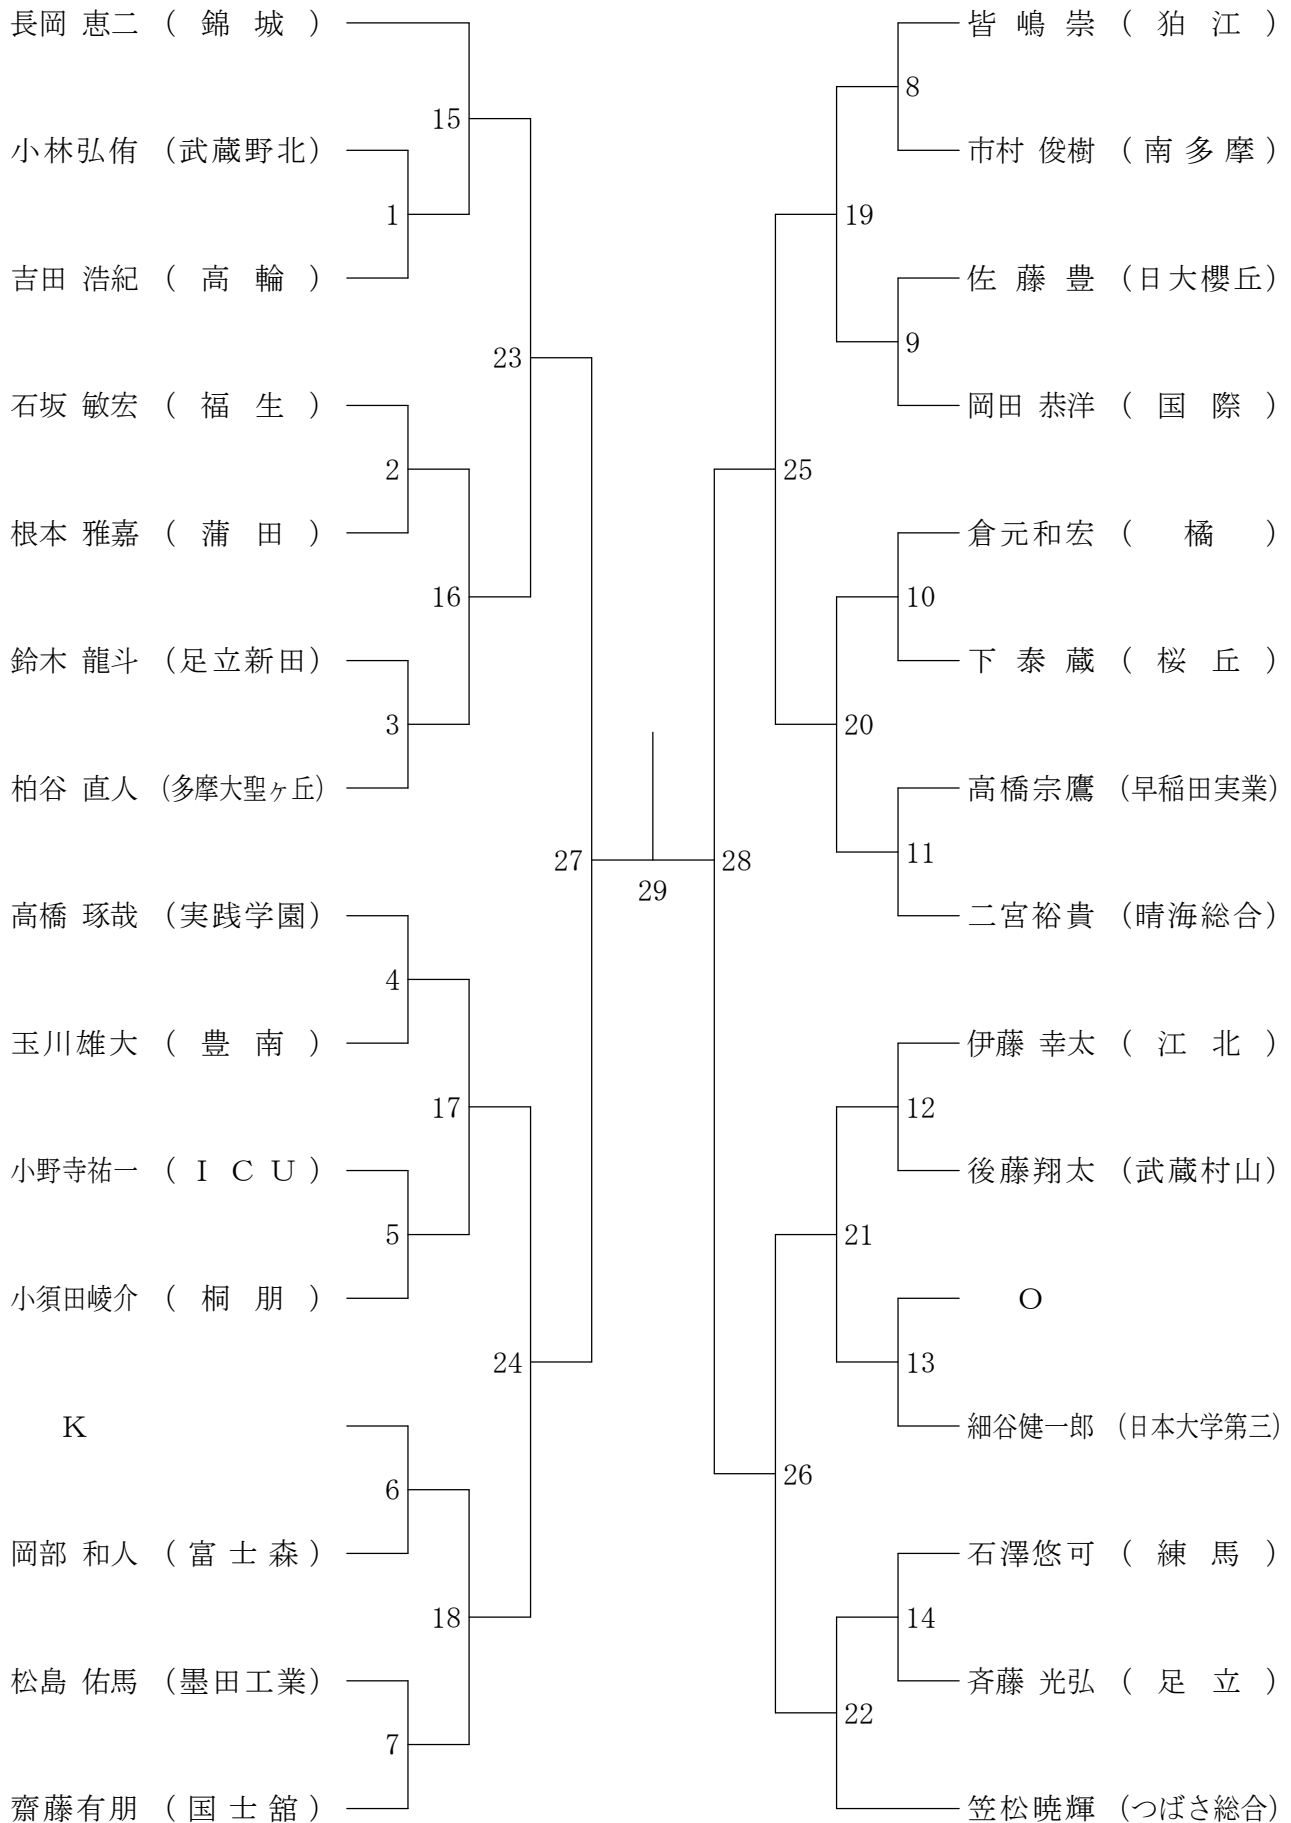 長岡 恵二 （ 錦 城 ）
15
小林弘侑 （武蔵野北）
1
吉田 浩紀 （ 高 輪 ）
23
石坂 敏宏 （ 福 生 ）
2
根本 雅嘉 （ 蒲 田 ）
16
鈴木 龍斗 （足立新田）
3
柏谷 直人 （多摩大聖ヶ丘）
27
高橋 琢哉 （実践学園）
4
玉川雄大 （ 豊 南 ）
17
小野寺祐一 （ Ｉ Ｃ Ｕ ）
5
小須田崚介 （ 桐 朋 ）
24
Ｋ
6
岡部 和人 （ 富 士 森 ）
18
松島 佑馬 （墨田工業）
7
齋藤有朋 （ 国 士 舘 ）
29
皆 嶋 崇 （ 狛 江 ）
8
市村 俊樹 （ 南 多 摩 ）
19
佐 藤 豊 （日大櫻丘）
9
岡田 恭洋 （ 国 際 ）
25
倉元和宏 （ 橘 ）
10
下 泰 蔵 （ 桜 丘 ）
20
高橋宗鷹 （早稲田実業）
11
28
二宮裕貴 （晴海総合）
伊藤 幸太 （ 江 北 ）
12
後藤翔太 （武蔵村山）
21
Ｏ
13
細谷健一郎 （日本大学第三）
26
石澤悠可 （ 練 馬 ）
14
斉藤 光弘 （ 足 立 ）
22
笠松暁輝 （つばさ総合）